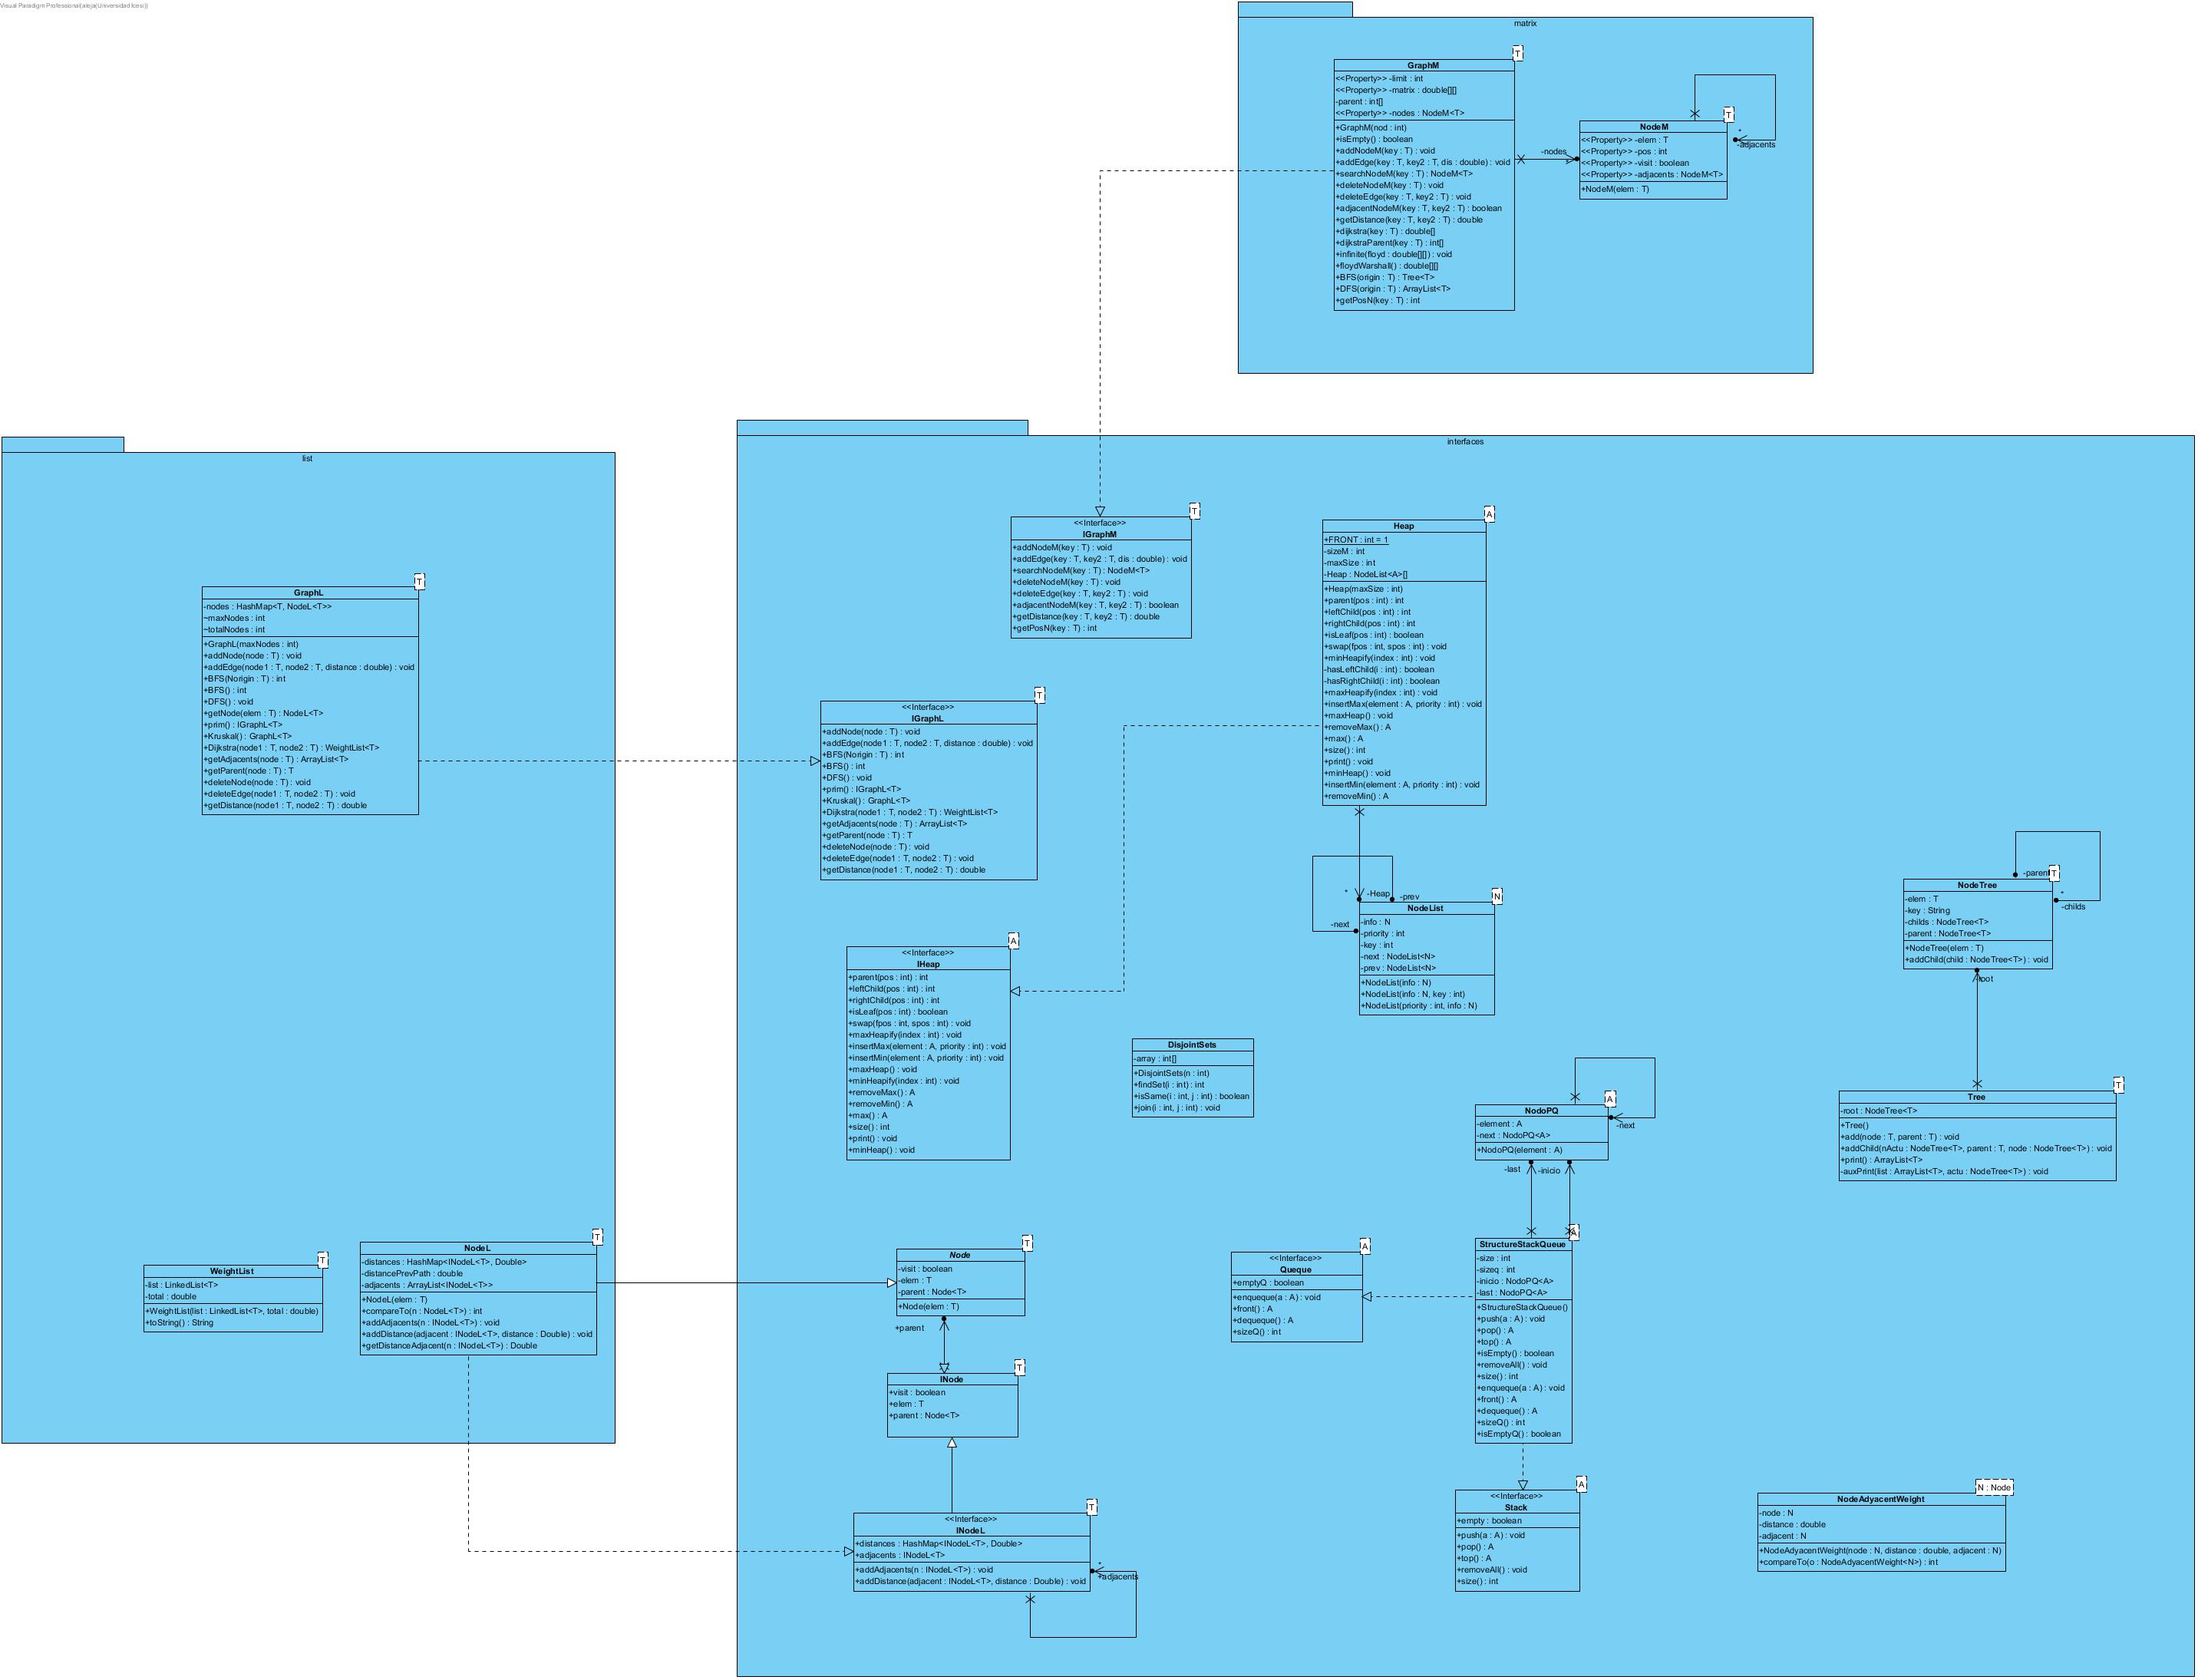 Visual Paradigm Professional(aleja(Universidad Icesi))
matrix
T
GraphM
<<Property>> -limit : int
<<Property>> -matrix : double[][]
-parent : int[]
<<Property>> -nodes : NodeM<T>
+GraphM(nod : int)
+isEmpty() : boolean
+addNodeM(key : T) : void
+addEdge(key : T, key2 : T, dis : double) : void
+searchNodeM(key : T) : NodeM<T>
+deleteNodeM(key : T) : void
+deleteEdge(key : T, key2 : T) : void
+adjacentNodeM(key : T, key2 : T) : boolean
+getDistance(key : T, key2 : T) : double
+dijkstra(key : T) : double[]
+dijkstraParent(key : T) : int[]
+infinite(floyd : double[][]) : void
+floydWarshall() : double[][]
+BFS(origin : T) : Tree<T>
+DFS(origin : T) : ArrayList<T>
+getPosN(key : T) : int
-nodes
*
T
NodeM
<<Property>> -elem : T
<<Property>> -pos : int
<<Property>> -visit : boolean
<<Property>> -adjacents : NodeM<T>
+NodeM(elem : T)
*
-adjacents
list
T
GraphL
-nodes : HashMap<T, NodeL<T>>
~maxNodes : int
~totalNodes : int
+GraphL(maxNodes : int)
+addNode(node : T) : void
+addEdge(node1 : T, node2 : T, distance : double) : void
+BFS(Norigin : T) : int
+BFS() : int
+DFS() : void
+getNode(elem : T) : NodeL<T>
+prim() : IGraphL<T>
+Kruskal() : GraphL<T>
+Dijkstra(node1 : T, node2 : T) : WeightList<T>
+getAdjacents(node : T) : ArrayList<T>
+getParent(node : T) : T
+deleteNode(node : T) : void
+deleteEdge(node1 : T, node2 : T) : void
+getDistance(node1 : T, node2 : T) : double
T
WeightList
-list : LinkedList<T>
-total : double
+WeightList(list : LinkedList<T>, total : double)
+toString() : String
T
NodeL
-distances : HashMap<INodeL<T>, Double>
-distancePrevPath : double
-adjacents : ArrayList<INodeL<T>>
+NodeL(elem : T)
+compareTo(n : NodeL<T>) : int
+addAdjacents(n : INodeL<T>) : void
+addDistance(adjacent : INodeL<T>, distance : Double) : void
+getDistanceAdjacent(n : INodeL<T>) : Double
interfaces
T
<<Interface>>
IGraphM
+addNodeM(key : T) : void
+addEdge(key : T, key2 : T, dis : double) : void
+searchNodeM(key : T) : NodeM<T>
+deleteNodeM(key : T) : void
+deleteEdge(key : T, key2 : T) : void
+adjacentNodeM(key : T, key2 : T) : boolean
+getDistance(key : T, key2 : T) : double
+getPosN(key : T) : int
T
<<Interface>>
IGraphL
+addNode(node : T) : void
+addEdge(node1 : T, node2 : T, distance : double) : void
+BFS(Norigin : T) : int
+BFS() : int
+DFS() : void
+prim() : IGraphL<T>
+Kruskal() : GraphL<T>
+Dijkstra(node1 : T, node2 : T) : WeightList<T>
+getAdjacents(node : T) : ArrayList<T>
+getParent(node : T) : T
+deleteNode(node : T) : void
+deleteEdge(node1 : T, node2 : T) : void
+getDistance(node1 : T, node2 : T) : double
A
Heap
+FRONT : int = 1
-sizeM : int
-maxSize : int
-Heap : NodeList<A>[]
+Heap(maxSize : int)
+parent(pos : int) : int
+leftChild(pos : int) : int
+rightChild(pos : int) : int
+isLeaf(pos : int) : boolean
+swap(fpos : int, spos : int) : void
+minHeapify(index : int) : void
-hasLeftChild(i : int) : boolean
-hasRightChild(i : int) : boolean
+maxHeapify(index : int) : void
+insertMax(element : A, priority : int) : void
+maxHeap() : void
+removeMax() : A
+max() : A
+size() : int
+print() : void
+minHeap() : void
+insertMin(element : A, priority : int) : void
+removeMin() : A
*
-Heap
-prev
-next
N
NodeList
-info : N
-priority : int
-key : int
-next : NodeList<N>
-prev : NodeList<N>
+NodeList(info : N)
+NodeList(info : N, key : int)
+NodeList(priority : int, info : N)
A
<<Interface>>
IHeap
+parent(pos : int) : int
+leftChild(pos : int) : int
+rightChild(pos : int) : int
+isLeaf(pos : int) : boolean
+swap(fpos : int, spos : int) : void
+maxHeapify(index : int) : void
+insertMax(element : A, priority : int) : void
+insertMin(element : A, priority : int) : void
+maxHeap() : void
+minHeapify(index : int) : void
+removeMax() : A
+removeMin() : A
+max() : A
+size() : int
+print() : void
+minHeap() : void
DisjointSets
-array : int[]
+DisjointSets(n : int)
+findSet(i : int) : int
+isSame(i : int, j : int) : boolean
+join(i : int, j : int) : void
-parent
T
NodeTree
-elem : T
-key : String
-childs : NodeTree<T>
-parent : NodeTree<T>
+NodeTree(elem : T)
+addChild(child : NodeTree<T>) : void
*
-childs
-root
T
Tree
-root : NodeTree<T>
+Tree()
+add(node : T, parent : T) : void
+addChild(nActu : NodeTree<T>, parent : T, node : NodeTree<T>) : void
+print() : ArrayList<T>
-auxPrint(list : ArrayList<T>, actu : NodeTree<T>) : void
A
NodoPQ
-element : A
-next : NodoPQ<A>
+NodoPQ(element : A)
-next
-last
-inicio
A
StructureStackQueue
-size : int
-sizeq : int
-inicio : NodoPQ<A>
-last : NodoPQ<A>
+StructureStackQueue()
+push(a : A) : void
+pop() : A
+top() : A
+isEmpty() : boolean
+removeAll() : void
+size() : int
+enqueque(a : A) : void
+front() : A
+dequeque() : A
+sizeQ() : int
+isEmptyQ() : boolean
A
<<Interface>>
Queque
+emptyQ : boolean
+enqueque(a : A) : void
+front() : A
+dequeque() : A
+sizeQ() : int
T
Node
-visit : boolean
-elem : T
-parent : Node<T>
+Node(elem : T)
+parent
T
INode
+visit : boolean
+elem : T
+parent : Node<T>
T
<<Interface>>
INodeL
+distances : HashMap<INodeL<T>, Double>
+adjacents : INodeL<T>
+addAdjacents(n : INodeL<T>) : void
+addDistance(adjacent : INodeL<T>, distance : Double) : void
*
+adjacents
A
<<Interface>>
Stack
+empty : boolean
+push(a : A) : void
+pop() : A
+top() : A
+removeAll() : void
+size() : int
N : Node
NodeAdyacentWeight
-node : N
-distance : double
-adjacent : N
+NodeAdyacentWeight(node : N, distance : double, adjacent : N)
+compareTo(o : NodeAdyacentWeight<N>) : int